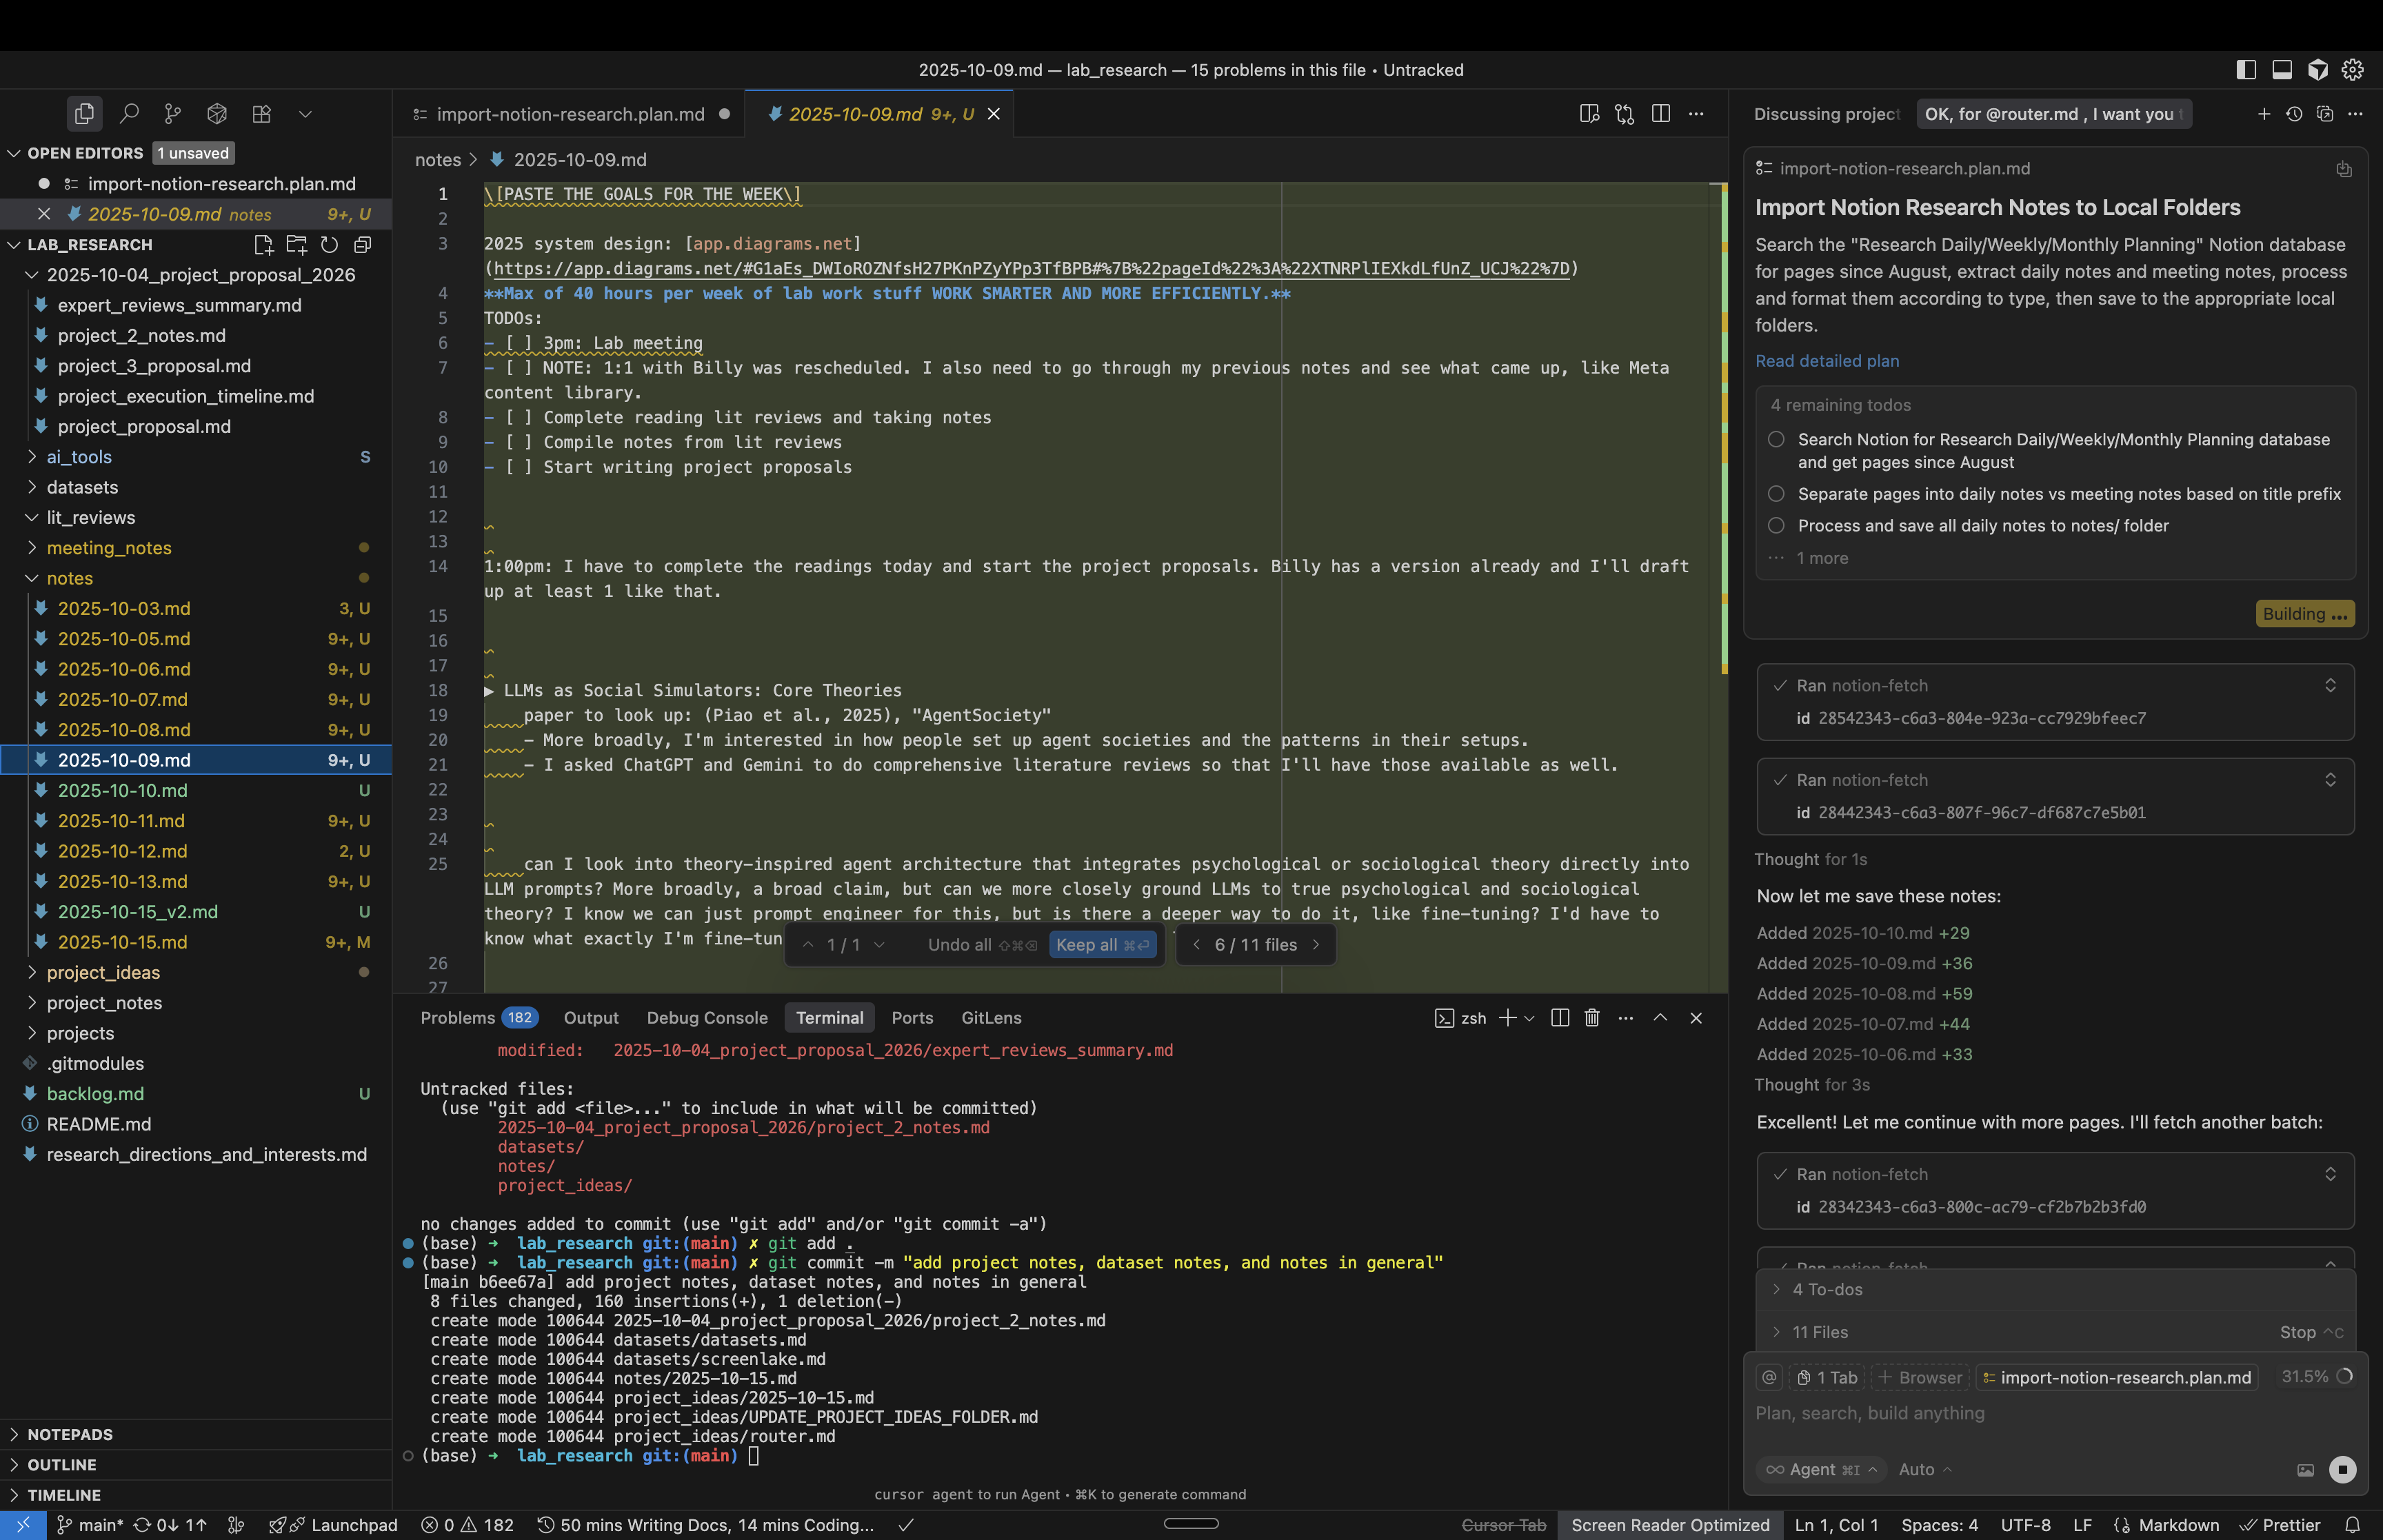 2025-10-09.md — lab_research — 15 problems in this file • Untracked
OPEN EDITORS 1 unsaved
import-notion-research.plan.md
2025-10-09.md notes 9+, U
LAB_RESEARCH
2025-10-04_project_proposal_2026
expert_reviews_summary.md
project_2_notes.md
project_3_proposal.md
project_execution_timeline.md
project_proposal.md
ai_tools S
datasets
lit_reviews
meeting_notes
notes
2025-10-03.md 3, U
2025-10-05.md 9+, U
2025-10-06.md 9+, U
2025-10-07.md 9+, U
2025-10-08.md 9+, U
2025-10-09.md 9+, U
2025-10-10.md U
2025-10-11.md 9+, U
2025-10-12.md 2, U
2025-10-13.md 9+, U
2025-10-15_v2.md U
2025-10-15.md 9+, M
project_ideas
project_notes
projects
.gitmodules
backlog.md U
README.md
research_directions_and_interests.md
NOTEPADS
OUTLINE
TIMELINE
import-notion-research.plan.md
2025-10-09.md 9+, U
notes > 2025-10-09.md
1 \[PASTE THE GOALS FOR THE WEEK\]
2
3 2025 system design: [app.diagrams.net]
(https://app.diagrams.net/#G1aEs_DWIoROZNfsH27PKnPZyYPp3TfBPB#%7B%22pageId%22%3A%22XTNRPlIEXkdLfUnZ_UCJ%22%7D)
4 **Max of 40 hours per week of lab work stuff WORK SMARTER AND MORE EFFICIENTLY.**
5 TODOs:
6 - [ ] 3pm: Lab meeting
7 - [ ] NOTE: 1:1 with Billy was rescheduled. I also need to go through my previous notes and see what came up, like Meta
content library.
8 - [ ] Complete reading lit reviews and taking notes
9 - [ ] Compile notes from lit reviews
10 - [ ] Start writing project proposals
11
12
13
14 1:00pm: I have to complete the readings today and start the project proposals. Billy has a version already and I'll draft
up at least 1 like that.
15
16
17
18 ▶ LLMs as Social Simulators: Core Theories
19 paper to look up: (Piao et al., 2025), "AgentSociety"
20 - More broadly, I'm interested in how people set up agent societies and the patterns in their setups.
21 - I asked ChatGPT and Gemini to do comprehensive literature reviews so that I'll have those available as well.
22
23
24
25 can I look into theory-inspired agent architecture that integrates psychological or sociological theory directly into
LLM prompts? More broadly, a broad claim, but can we more closely ground LLMs to true psychological and sociological
theory? I know we can just prompt engineer for this, but is there a deeper way to do it, like fine-tuning? I'd have to
know what exactly I'm fine-tun
26
27
1 / 1 Undo all ⇧⌘⌫ Keep all ⌘⏎
6 / 11 files
Problems 182 Output Debug Console Terminal Ports GitLens
zsh
modified: 2025-10-04_project_proposal_2026/expert_reviews_summary.md
Untracked files:
(use "git add <file>..." to include in what will be committed)
2025-10-04_project_proposal_2026/project_2_notes.md
datasets/
notes/
project_ideas/
no changes added to commit (use "git add" and/or "git commit -a")
(base) ➜ lab_research git:(main) ✗ git add .
(base) ➜ lab_research git:(main) ✗ git commit -m "add project notes, dataset notes, and notes in general"
[main b6ee67a] add project notes, dataset notes, and notes in general
8 files changed, 160 insertions(+), 1 deletion(-)
create mode 100644 2025-10-04_project_proposal_2026/project_2_notes.md
create mode 100644 datasets/datasets.md
create mode 100644 datasets/screenlake.md
create mode 100644 notes/2025-10-15.md
create mode 100644 project_ideas/2025-10-15.md
create mode 100644 project_ideas/UPDATE_PROJECT_IDEAS_FOLDER.md
create mode 100644 project_ideas/router.md
(base) ➜ lab_research git:(main)
cursor agent to run Agent • ⌘K to generate command
Discussing project
OK, for @router.md , I want you t
import-notion-research.plan.md
Import Notion Research Notes to Local Folders
Search the "Research Daily/Weekly/Monthly Planning" Notion database
for pages since August, extract daily notes and meeting notes, process
and format them according to type, then save to the appropriate local
folders.
Read detailed plan
4 remaining todos
Search Notion for Research Daily/Weekly/Monthly Planning database
and get pages since August
Separate pages into daily notes vs meeting notes based on title prefix
Process and save all daily notes to notes/ folder
1 more
Building ...
Ran notion-fetch
id 28542343-c6a3-804e-923a-cc7929bfeec7
Ran notion-fetch
id 28442343-c6a3-807f-96c7-df687c7e5b01
Thought for 1s
Now let me save these notes:
Added 2025-10-10.md +29
Added 2025-10-09.md +36
Added 2025-10-08.md +59
Added 2025-10-07.md +44
Added 2025-10-06.md +33
Thought for 3s
Excellent! Let me continue with more pages. I'll fetch another batch:
Ran notion-fetch
id 28342343-c6a3-800c-ac79-cf2b7b2b3fd0
Ran notion-fetch
4 To-dos
11 Files Stop ^C
@ 1 Tab + Browser import-notion-research.plan.md 31.5%
Plan, search, build anything
Agent ⌘I Auto
main* 0↓ 1↑ Launchpad 0 182 50 mins Writing Docs, 14 mins Coding...
Cursor Tab Screen Reader Optimized Ln 1, Col 1 Spaces: 4 UTF-8 LF {} Markdown Prettier